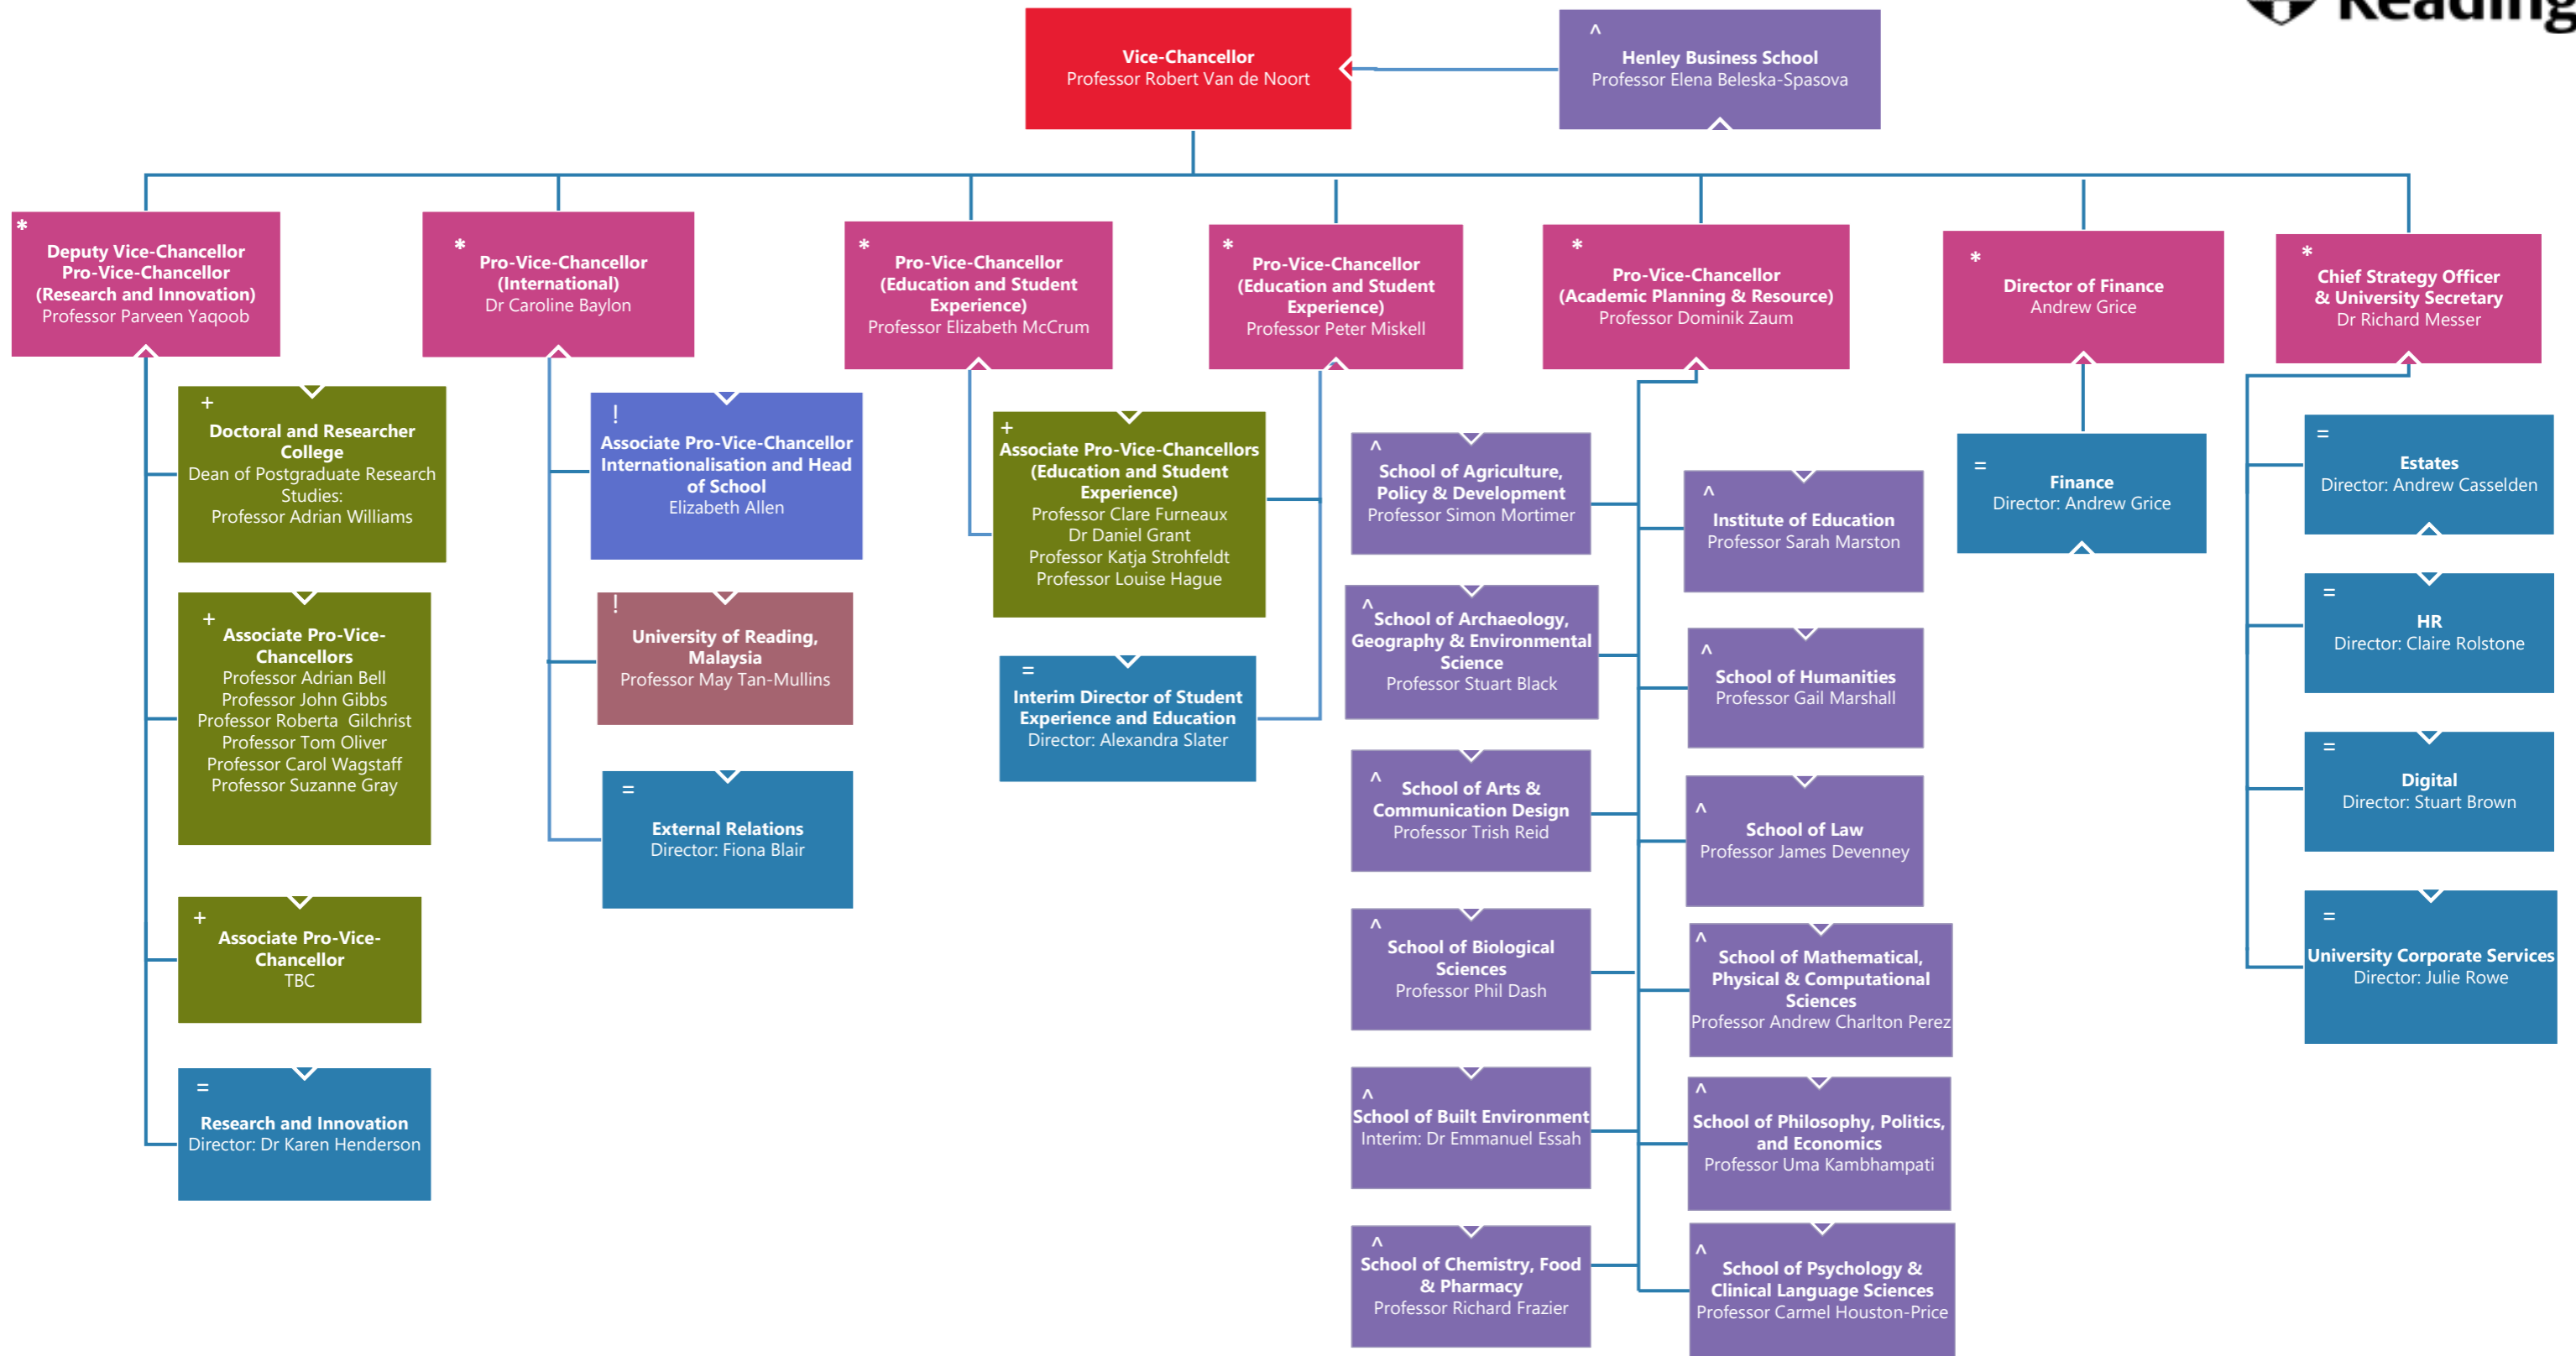 Reading
Vice-Chancellor
Professor Robert Van de Noort
^
Henley Business School
Professor Elena Beleska-Spasova
*
Deputy Vice-Chancellor
Pro-Vice-Chancellor
(Research and Innovation)
Professor Parveen Yaqoob
*
Pro-Vice-Chancellor
(International)
Dr Caroline Baylon
*
Pro-Vice-Chancellor
(Education and Student
Experience)
Professor Elizabeth McCrum
*
Pro-Vice-Chancellor
(Education and Student
Experience)
Professor Peter Miskell
*
Pro-Vice-Chancellor
(Academic Planning & Resource)
Professor Dominik Zaum
*
Director of Finance
Andrew Grice
*
Chief Strategy Officer
& University Secretary
Dr Richard Messer
+
Doctoral and Researcher
College
Dean of Postgraduate Research
Studies:
Professor Adrian Williams
+
Associate Pro-Vice-
Chancellors
Professor Adrian Bell
Professor John Gibbs
Professor Roberta  Gilchrist
Professor Tom Oliver
Professor Carol Wagstaff
Professor Suzanne Gray
+
Associate Pro-Vice-
Chancellor
TBC
=
Research and Innovation
Director: Dr Karen Henderson
!
Associate Pro-Vice-Chancellor
Internationalisation and Head
of School
Elizabeth Allen
!
University of Reading,
Malaysia
Professor May Tan-Mullins
=
External Relations
Director: Fiona Blair
+
Associate Pro-Vice-Chancellors
(Education and Student
Experience)
Professor Clare Furneaux
Dr Daniel Grant
Professor Katja Strohfeldt
Professor Louise Hague
=
Interim Director of Student
Experience and Education
Director: Alexandra Slater
^
School of Agriculture,
Policy & Development
Professor Simon Mortimer
^
School of Archaeology,
Geography & Environmental
Science
Professor Stuart Black
^
School of Arts &
Communication Design
Professor Trish Reid
^
School of Biological
Sciences
Professor Phil Dash
^
School of Built Environment
Interim: Dr Emmanuel Essah
^
School of Chemistry, Food
& Pharmacy
Professor Richard Frazier
^
Institute of Education
Professor Sarah Marston
^
School of Humanities
Professor Gail Marshall
^
School of Law
Professor James Devenney
^
School of Mathematical,
Physical & Computational
Sciences
Professor Andrew Charlton Perez
^
School of Philosophy, Politics,
and Economics
Professor Uma Kambhampati
^
School of Psychology &
Clinical Language Sciences
Professor Carmel Houston-Price
=
Finance
Director: Andrew Grice
=
Estates
Director: Andrew Casselden
=
HR
Director: Claire Rolstone
=
Digital
Director: Stuart Brown
=
University Corporate Services
Director: Julie Rowe